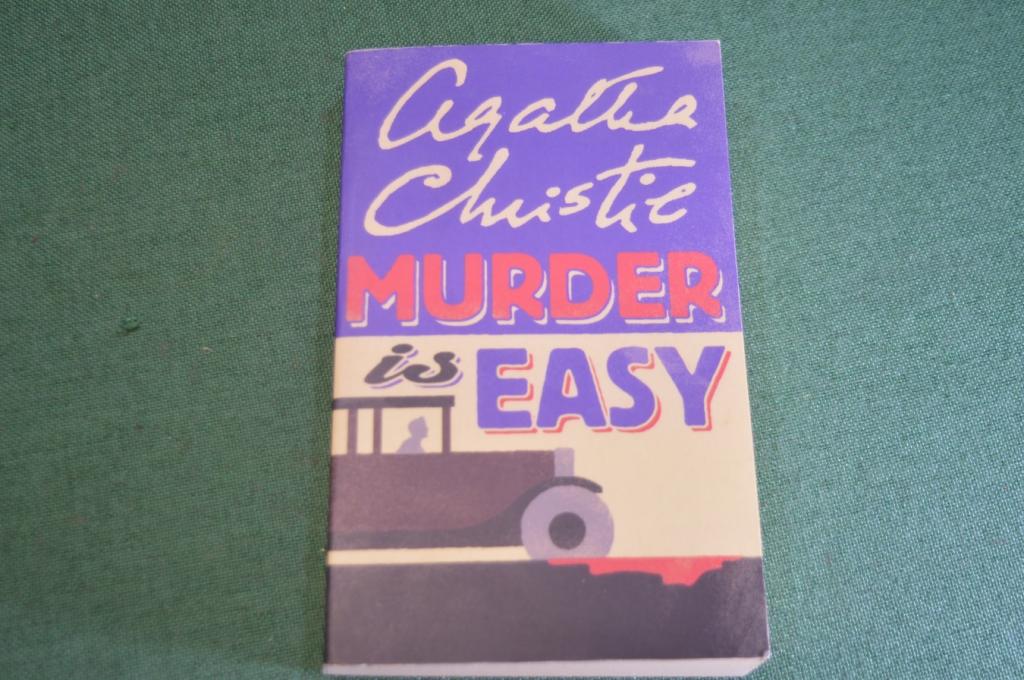 Agatha
Christie
MURDER
is EASY